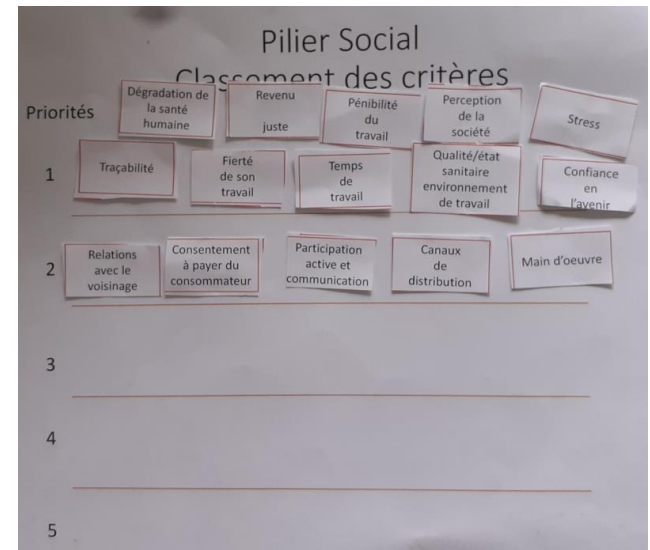 Pilier Social
Classement des critères
Priorités
Dégradation de
la santé
humaine
Revenu
juste
Pénibilité
du
travail
Perception
de la
société
Stress
1
Traçabilité
Fierté
de son
travail
Temps
de
travail
Qualité/état
sanitaire
environnement
de travail
Confiance
en
l'avenir
2
Relations
avec le
voisinage
Consentement
à payer du
consommateur
Participation
active et
communication
Canaux
de
distribution
Main d'oeuvre
3
4
5